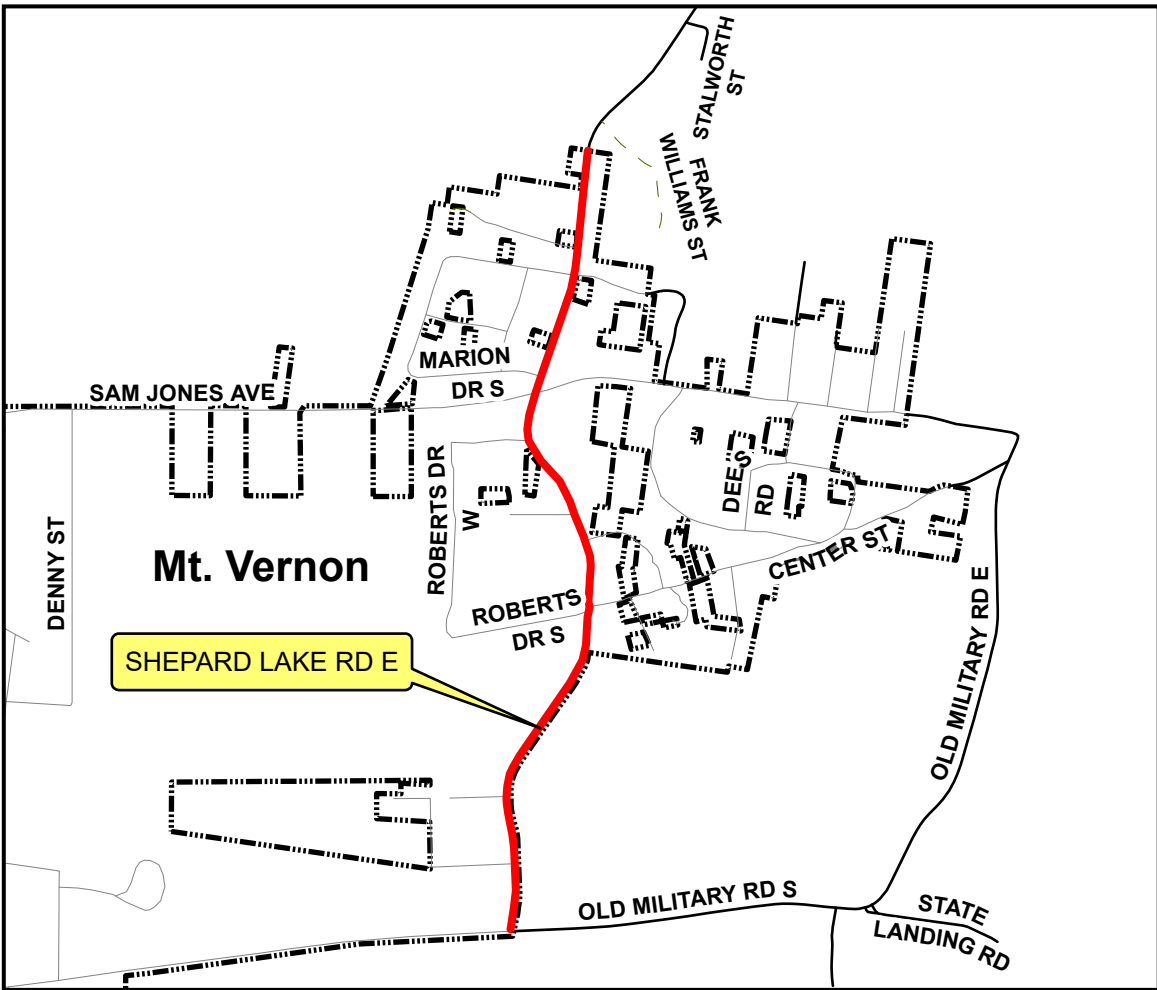 STALWORTH
ST
FRANK
WILLIAMS ST
MARION
DR S
SAM JONES AVE
ROBERTS DR
W
DEES
RD
DENNY ST
Mt. Vernon
CENTER ST
ROBERTS
DR S
SHEPARD LAKE RD E
OLD MILITARY RD E
OLD MILITARY RD S
STATE
LANDING RD